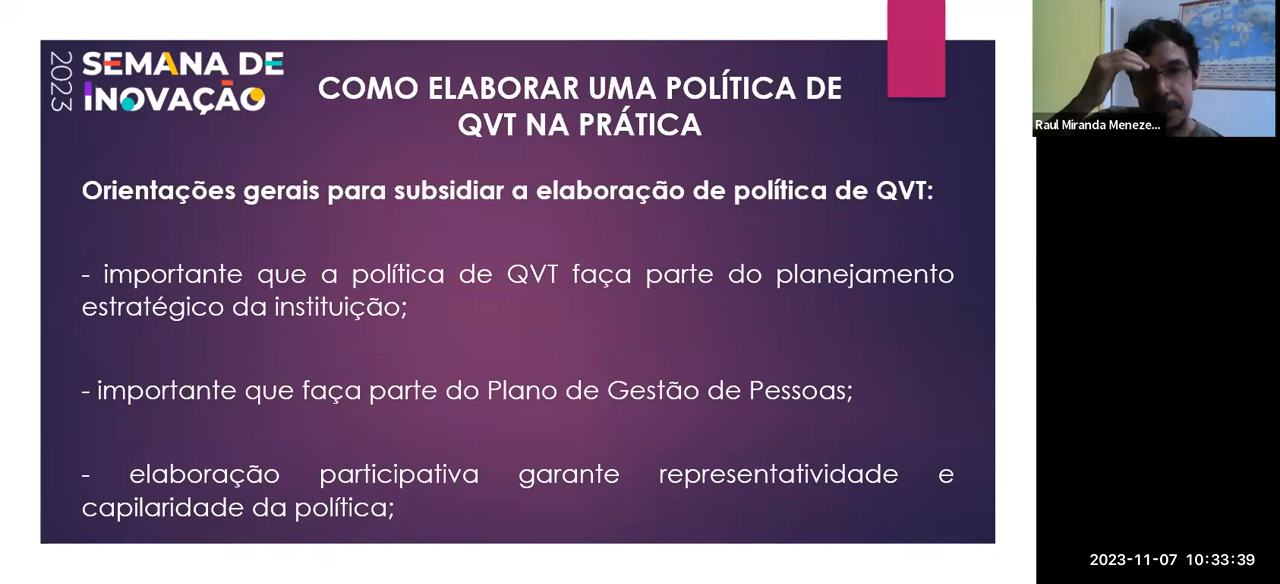 2023
SEMANA DE
INOVAÇÃO
COMO ELABORAR UMA POLÍTICA DE
QVT NA PRÁTICA
Orientações gerais para subsidiar a elaboração de política de QVT:
- importante que a política de QVT faça parte do planejamento
estratégico da instituição;
- importante que faça parte do Plano de Gestão de Pessoas;
- elaboração participativa garante representatividade e
capilaridade da política;
Raul Miranda Meneze...
2023-11-07 10:33:39